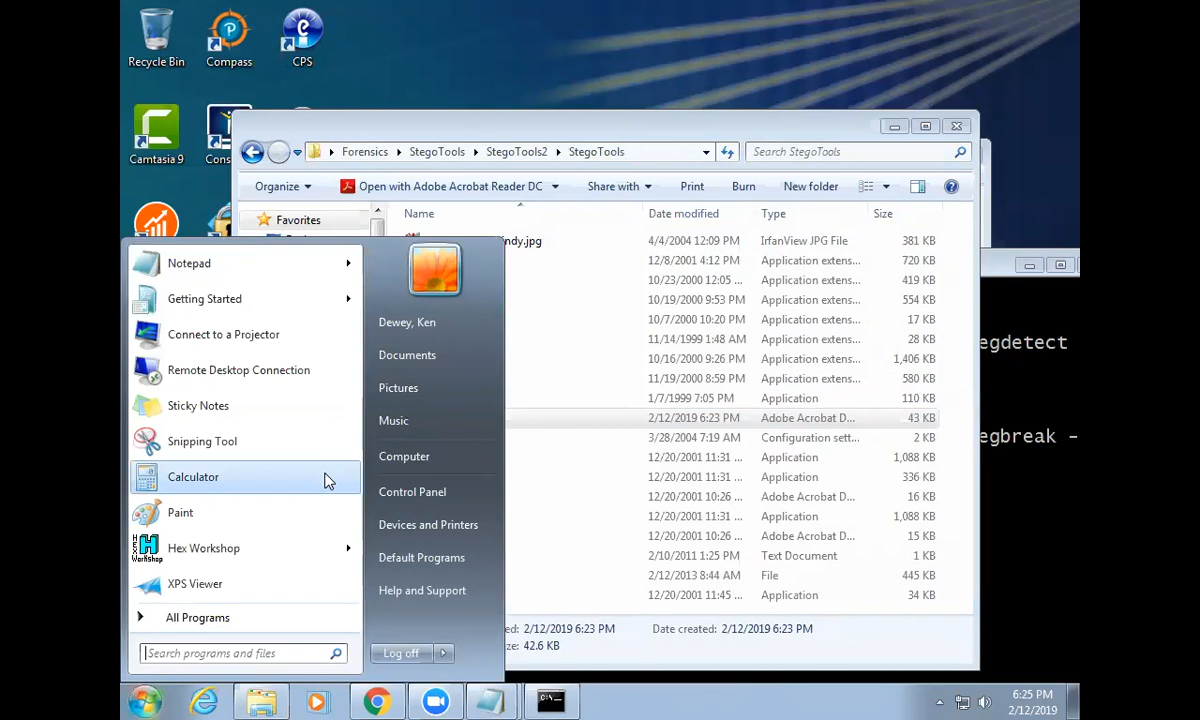 Recycle Bin
Compass
CPS
Camtasia 9
Cons
Forensics
StegoTools
StegoTools2
StegoTools
Search StegoTools
Organize
Open with Adobe Acrobat Reader DC
Share with
Print
Burn
New folder
Favorites
Name
Date modified
Type
Size
ndy.jpg
4/4/2004 12:09 PM
IrfanView JPG File
381 KB
12/8/2001 4:12 PM
Application extens...
720 KB
10/23/2000 12:05 ...
Application extens...
419 KB
10/19/2000 9:53 PM
Application extens...
554 KB
10/7/2000 10:20 PM
Application extens...
17 KB
11/14/1999 1:48 AM
Application extens...
28 KB
10/16/2000 9:26 PM
Application extens...
1,406 KB
11/19/2000 8:59 PM
Application extens...
580 KB
1/7/1999 7:05 PM
Application
110 KB
2/12/2019 6:23 PM
Adobe Acrobat D...
43 KB
3/28/2004 7:19 AM
Configuration sett...
2 KB
12/20/2001 11:31 ...
Application
1,088 KB
12/20/2001 11:31 ...
Application
336 KB
12/20/2001 10:26 ...
Adobe Acrobat D...
16 KB
12/20/2001 11:31 ...
Application
1,088 KB
12/20/2001 10:26 ...
Adobe Acrobat D...
15 KB
2/10/2011 1:25 PM
Text Document
1 KB
2/12/2013 8:44 AM
File
445 KB
12/20/2001 11:45 ...
Application
34 KB
ed: 2/12/2019 6:23 PM
Date created: 2/12/2019 6:23 PM
ze: 42.6 KB
egdetect
egbreak -
Notepad
Getting Started
Connect to a Projector
Remote Desktop Connection
Sticky Notes
Snipping Tool
Calculator
Paint
Hex Workshop
XPS Viewer
All Programs
Search programs and files
Dewey, Ken
Documents
Pictures
Music
Computer
Control Panel
Devices and Printers
Default Programs
Help and Support
Log off
6:25 PM
2/12/2019